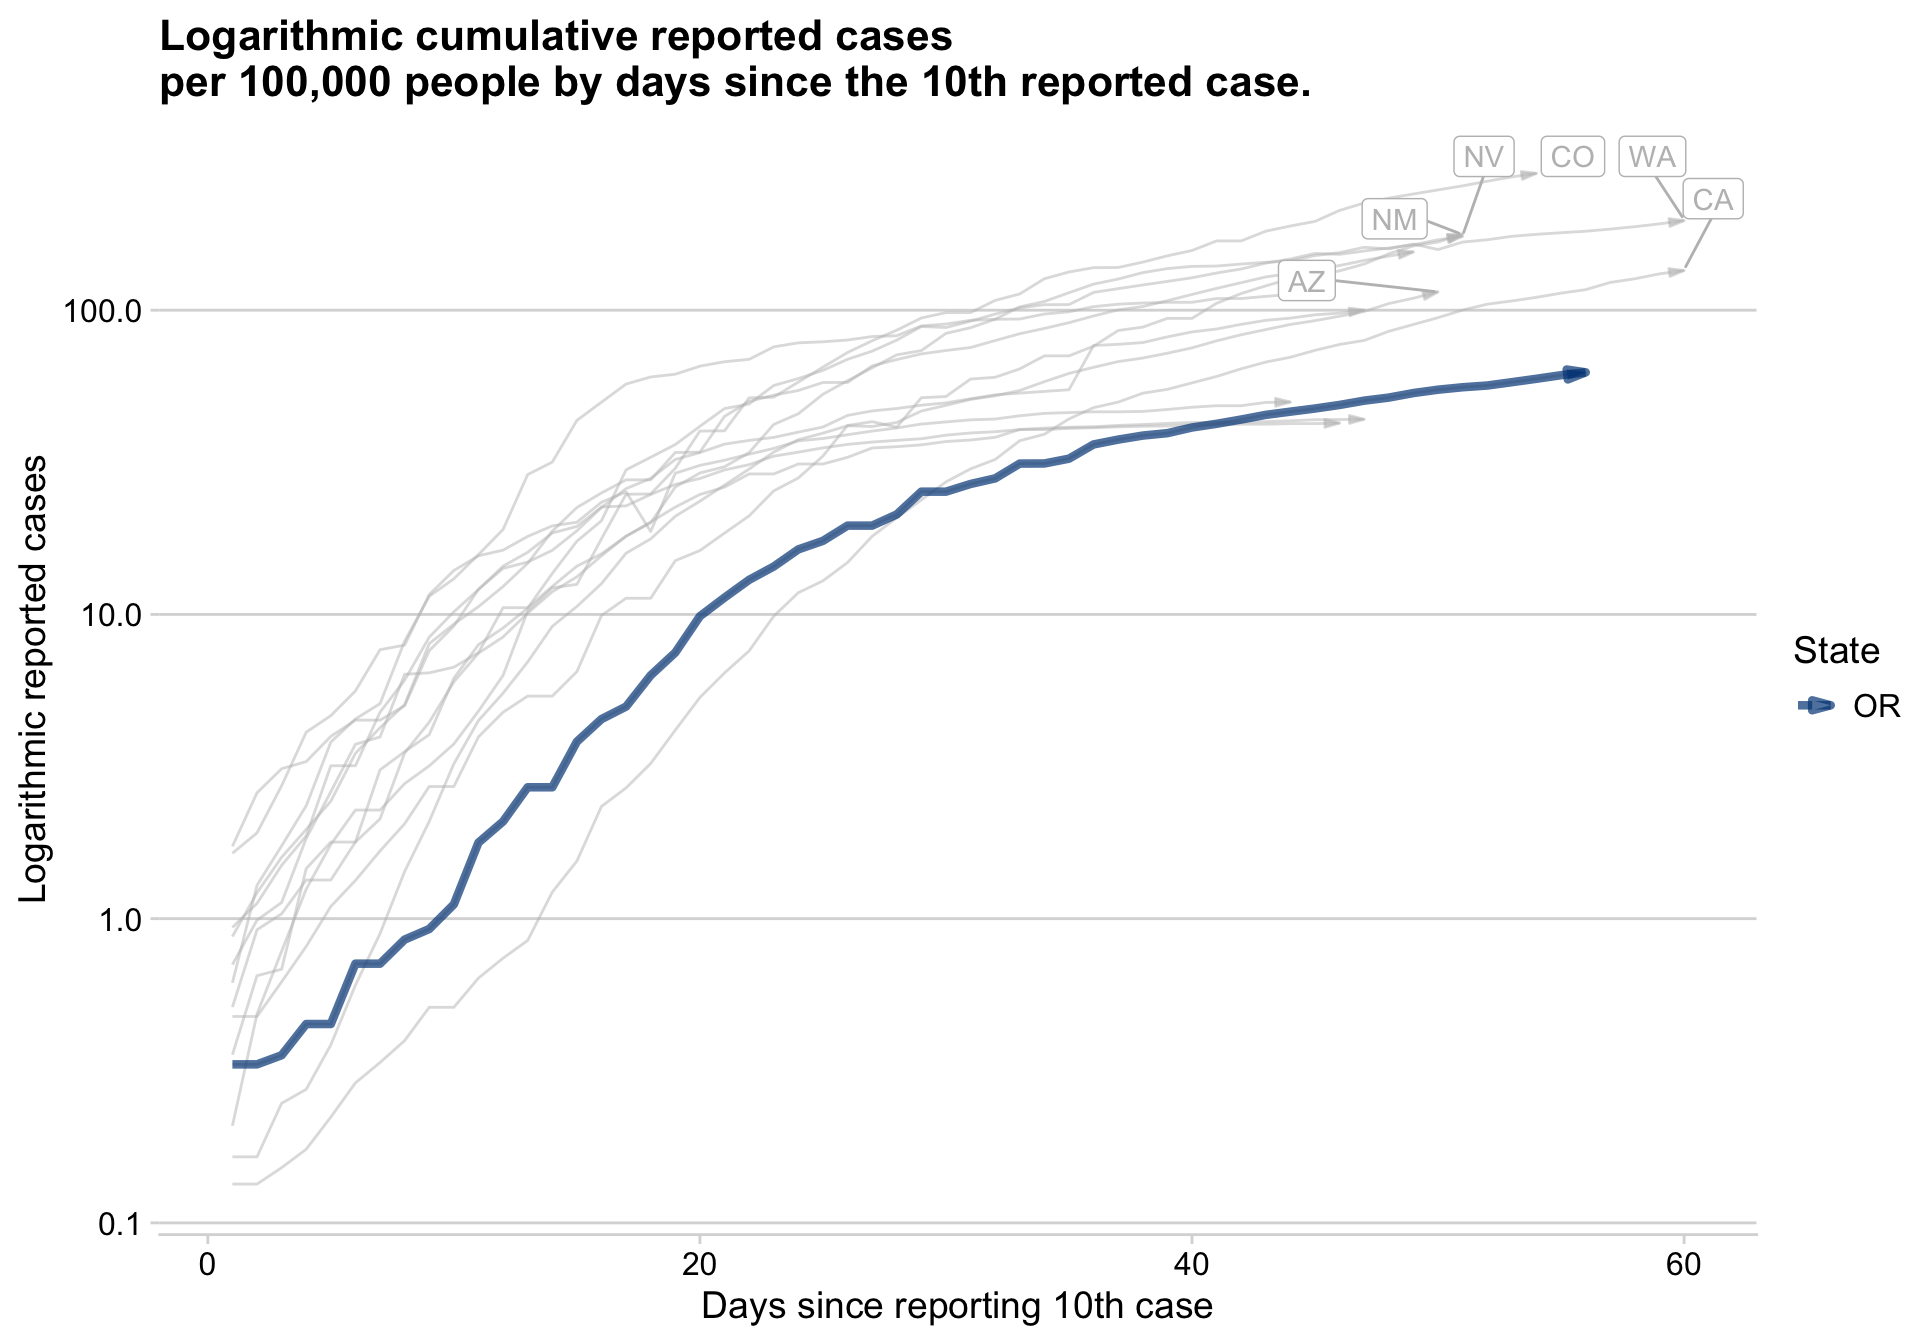 Logarithmic cumulative reported cases
per 100,000 people by days since the 10th reported case.
NV
CO
WA
CA
NM
AZ
100.0
10.0
1.0
0.1
Logarithmic reported cases
State
OR
0
20
40
60
Days since reporting 10th case